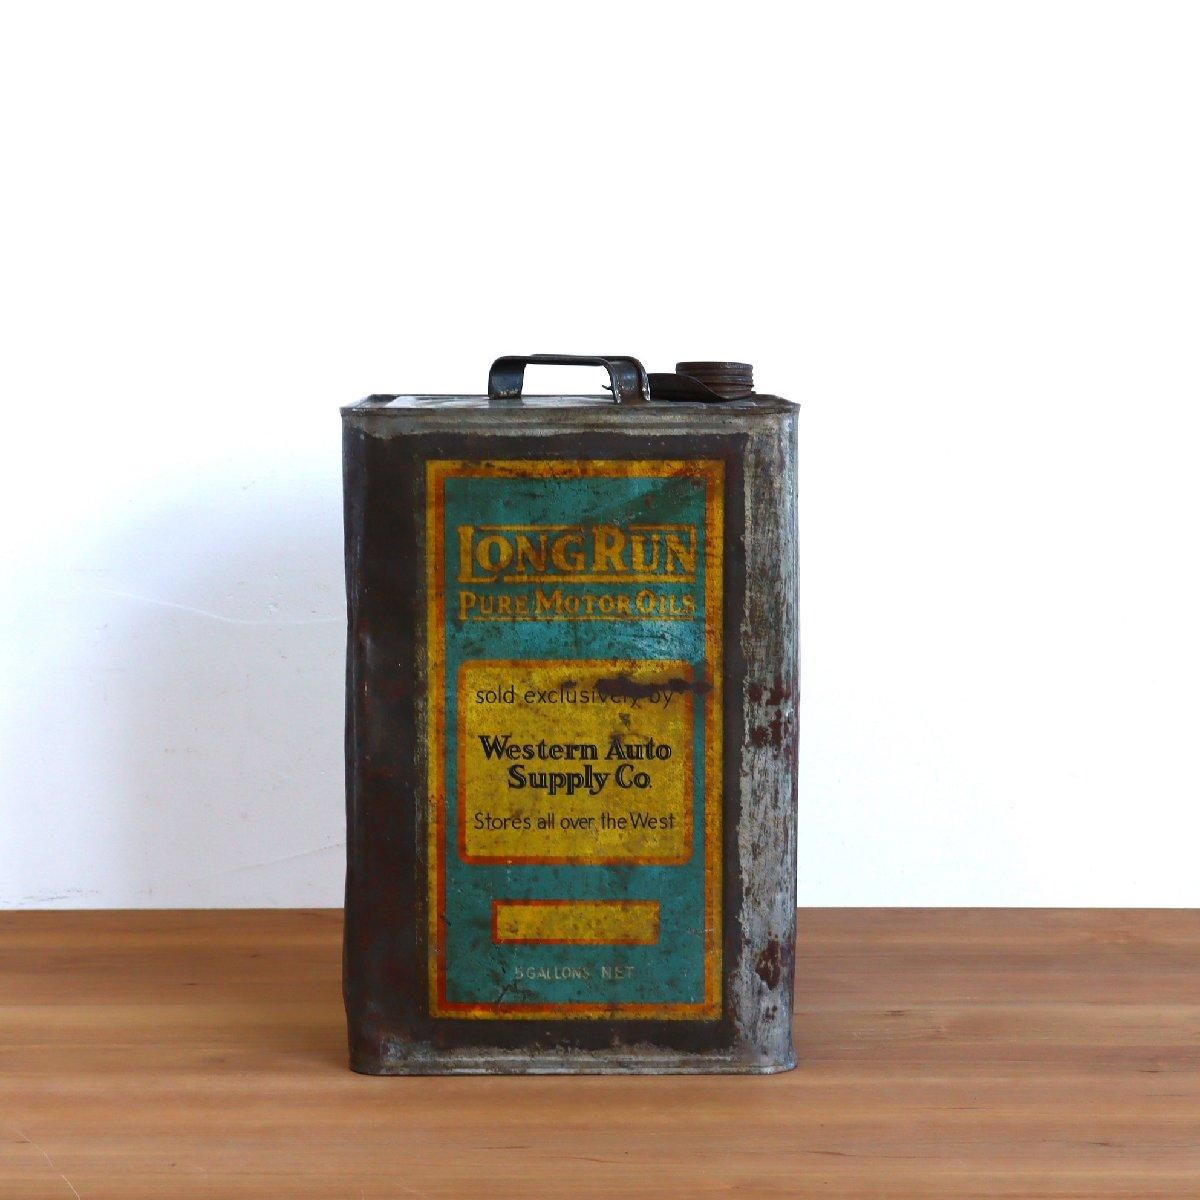 LONG RUN
PURE MOTOR OILS
sold exclusively by
Western Auto
Supply Co.
Stores all over the West
5 GALLONS NET